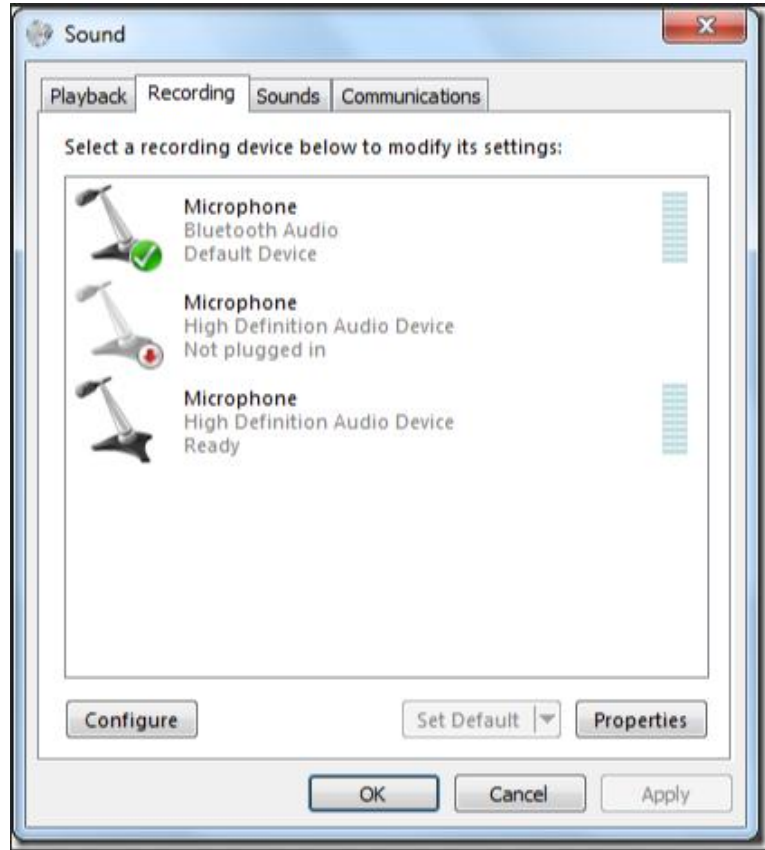 Sound
Playback Recording Sounds Communications
Select a recording device below to modify its settings:
Microphone
Bluetooth Audio
Default Device
Microphone
High Definition Audio Device
Not plugged in
Microphone
High Definition Audio Device
Ready
Configure Set Default Properties
OK Cancel Apply